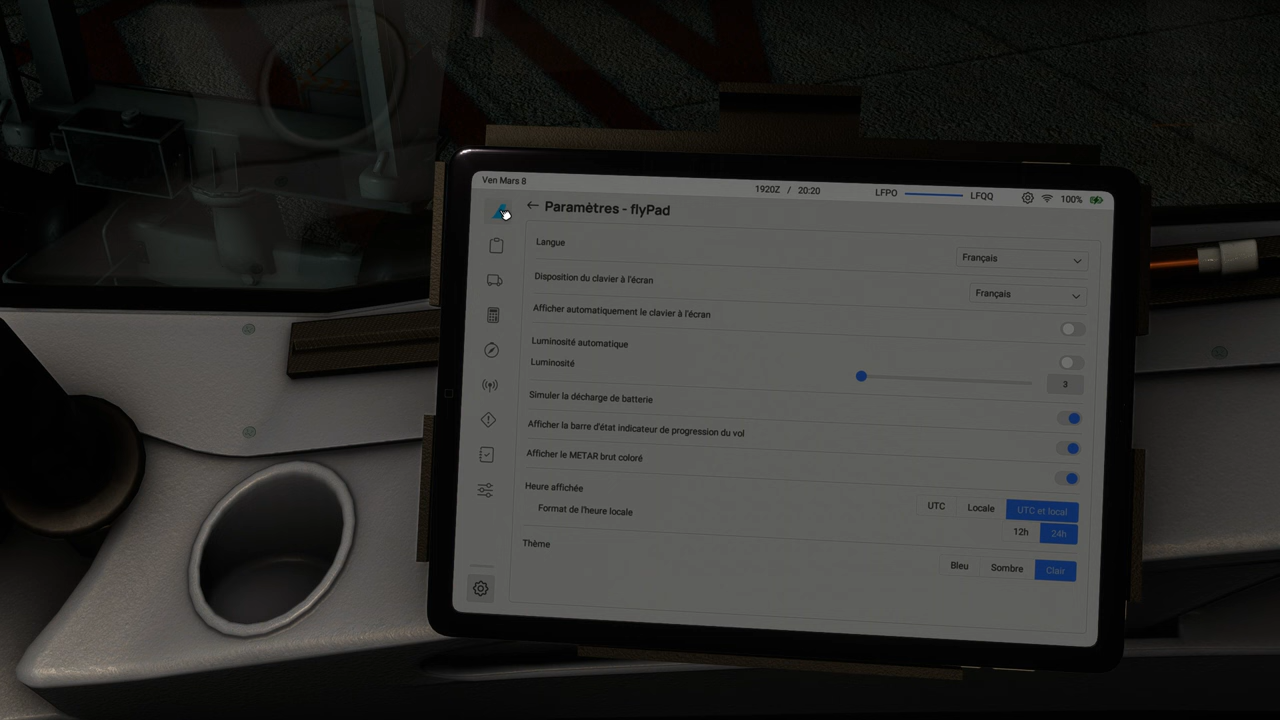 Ven Mars 8
1920Z / 20:20
LFPO LFQQ
100%
Paramètres - flyPad
Langue
Français
Disposition du clavier à l'écran
Français
Afficher automatiquement le clavier à l'écran
Luminosité automatique
Luminosité
3
Simuler la décharge de batterie
Afficher la barre d'état indicateur de progression du vol
Afficher le METAR brut coloré
Heure affichée
UTC Locale UTC et local
Format de l'heure locale
12h 24h
Thème
Bleu Sombre Clair